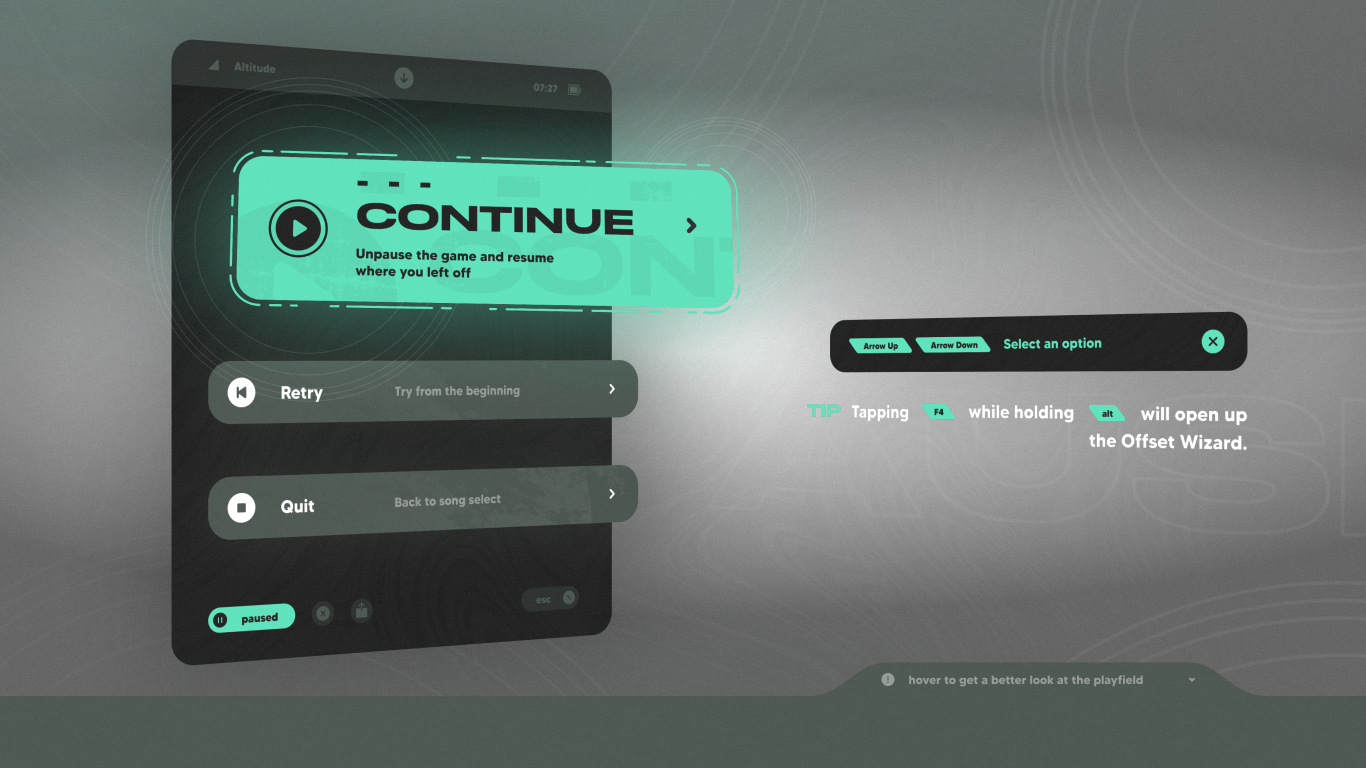 Altitude
07:27
CONTINUE
Unpause the game and resume
where you left off
Retry
Try from the beginning
Quit
Back to song select
paused
esc
Arrow Up
Arrow Down
Select an option
TIP Tapping F4 while holding alt will open up
the Offset Wizard.
hover to get a better look at the playfield